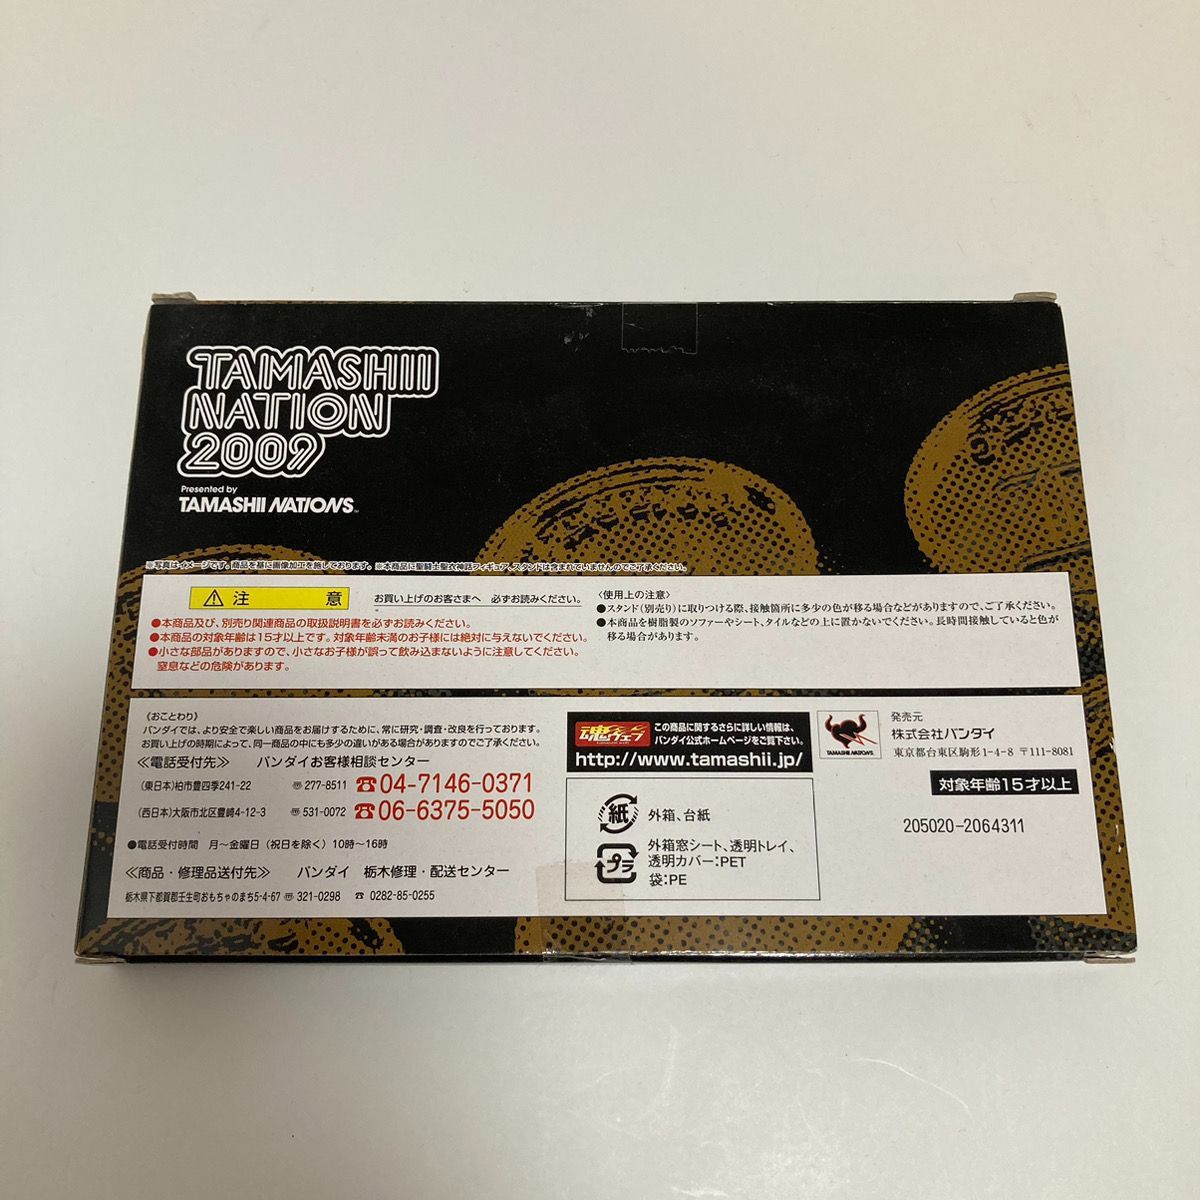 TAMASHII
NATION
2009
Presented by
TAMASHII NATIONS™
※写真はイメージです。商品を基に画像加工を施しております。 ※本商品に聖闘士聖衣神話フィギュア、スタンドは含まれていませんのでご了承ください。
⚠ 注 意 お買い上げのお客さまへ 必ずお読みください。
●本商品及び、別売り関連商品の取扱説明書を必ずお読みください。
●本商品の対象年齢は15才以上です。対象年齢未満のお子様には絶対に与えないでください。
●小さな部品がありますので、小さなお子様が誤って飲み込まないように注意してください。
窒息などの危険があります。
〈使用上の注意〉
●スタンド(別売り)に取りつける際、接触箇所に多少の色が移る場合などがありますので、ご了承ください。
●本商品を樹脂製のソファーやシート、タイルなどの上に置かないでください。長時間接触していると色が
移る場合があります。
〈おことわり〉
バンダイでは、より安全で楽しい商品をお届けするために、常に研究・調査・改良を行っております。
お買い上げの時期によって、同一商品の中にも多少の違いがある場合がありますのでご了承ください。
≪電話受付先≫ バンダイお客様相談センター
(東日本)柏市豊四季241-22 〠277-8511 ☎04-7146-0371
(西日本)大阪市北区豊崎4-12-3 〠531-0072 ☎06-6375-5050
●電話受付時間 月〜金曜日(祝日を除く)10時〜16時
≪商品・修理品送付先≫ バンダイ 栃木修理・配送センター
栃木県下都賀郡壬生町おもちゃのまち5-4-67 〠321-0298 ☎0282-85-0255
魂ウェブ
この商品に関するさらに詳しい情報は、
バンダイ公式ホームページをご覧下さい。
http://www.tamashii.jp/
紙 外箱、台紙
プラ 外箱窓シート、透明トレイ、
透明カバー:PET
袋:PE
TAMASHII NATIONS
発売元
株式会社バンダイ
東京都台東区駒形1-4-8 〒111-8081
対象年齢15才以上
205020-2064311